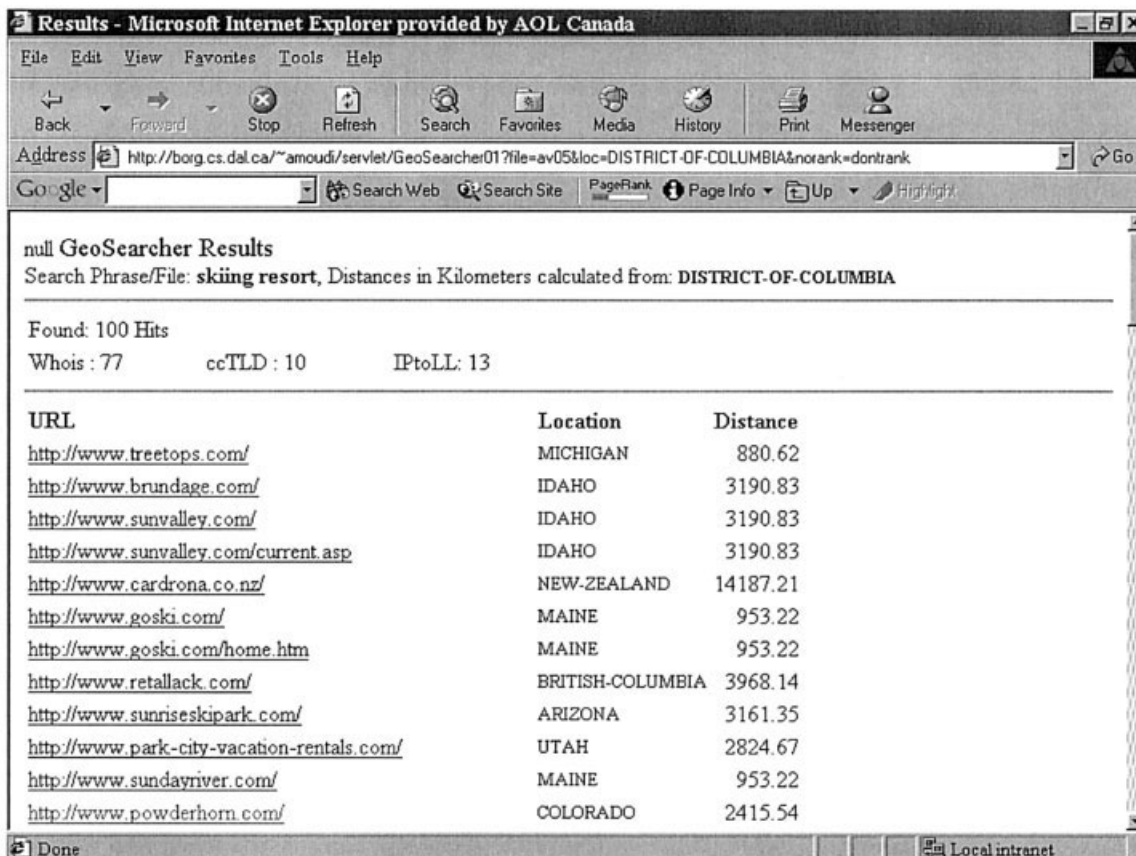 Results - Microsoft Internet Explorer provided by AOL Canada
File Edit View Favorites Tools Help
Back Forward Stop Refresh Search Favorites Media History Print Messenger
Address http://borg.cs.dal.ca/~amoudi/servlet/GeoSearcher01?file=av05&loc=DISTRICT-OF-COLUMBIA&norank=dontrank Go
Google Search Web Search Site PageRank Page Info Up Highlight
null GeoSearcher Results
Search Phrase/File: skiing resort, Distances in Kilometers calculated from: DISTRICT-OF-COLUMBIA
Found: 100 Hits
Whois : 77 ccTLD : 10 IPtoLL: 13
URL Location Distance
http://www.treetops.com/ MICHIGAN 880.62
http://www.brundage.com/ IDAHO 3190.83
http://www.sunvalley.com/ IDAHO 3190.83
http://www.sunvalley.com/current.asp IDAHO 3190.83
http://www.cardrona.co.nz/ NEW-ZEALAND 14187.21
http://www.goski.com/ MAINE 953.22
http://www.goski.com/home.htm MAINE 953.22
http://www.retallack.com/ BRITISH-COLUMBIA 3968.14
http://www.sunriseskipark.com/ ARIZONA 3161.35
http://www.park-city-vacation-rentals.com/ UTAH 2824.67
http://www.sundayriver.com/ MAINE 953.22
http://www.powderhorn.com/ COLORADO 2415.54
Done Local intranet